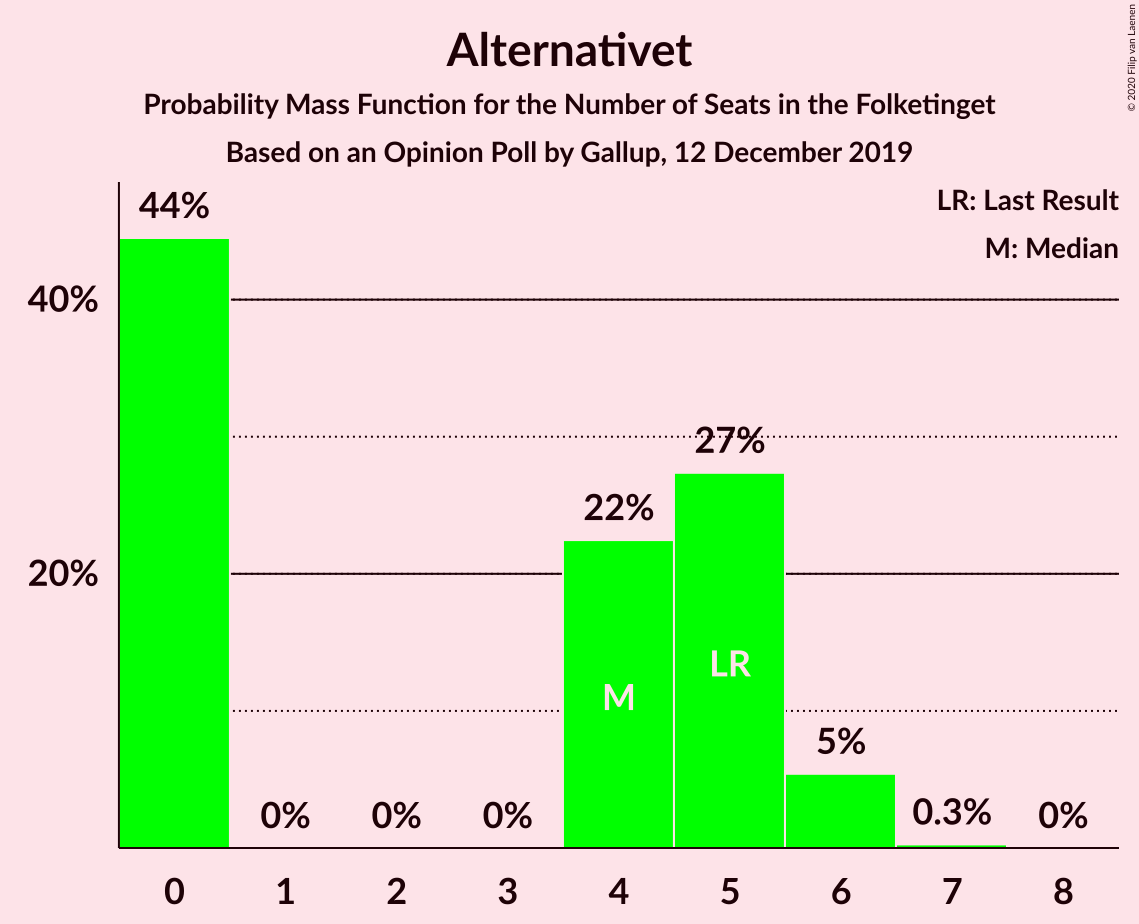 Alternativet
Probability Mass Function for the Number of Seats in the Folketinget
Based on an Opinion Poll by Gallup, 12 December 2019
© 2020 Filip van Laenen
LR: Last Result
M: Median
44%
40%
27%
22%
20%
LR
M
5%
0%
0%
0%
0.3%
0%
0 1 2 3 4 5 6 7 8